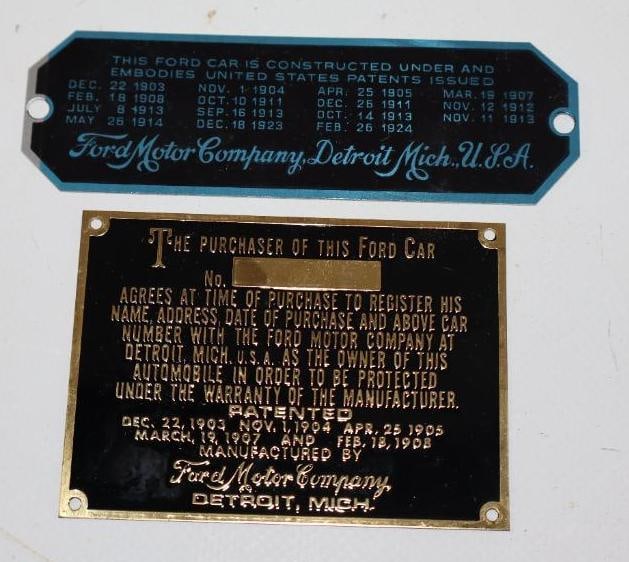 THIS FORD CAR IS CONSTRUCTED UNDER AND
EMBODIES UNITED STATES PATENTS ISSUED
DEC. 22 1903 NOV. 1 1904 APR. 25 1905 MAR. 19 1907
FEB. 18 1908 OCT. 10 1911 DEC. 26 1911 NOV. 12 1912
JULY 8 1913 SEP. 16 1913 OCT. 14 1913 NOV. 11 1913
MAY 26 1914 DEC. 18 1923 FEB. 26 1924
Ford Motor Company, Detroit Mich., U.S.A.
THE PURCHASER OF THIS FORD CAR
No.
AGREES AT TIME OF PURCHASE TO REGISTER HIS
NAME, ADDRESS, DATE OF PURCHASE AND ABOVE CAR
NUMBER WITH THE FORD MOTOR COMPANY AT
DETROIT, MICH. U.S.A. AS THE OWNER OF THIS
AUTOMOBILE IN ORDER TO BE PROTECTED
UNDER THE WARRANTY OF THE MANUFACTURER.
PATENTED
DEC. 22, 1903 NOV. 1, 1904 APR. 25 1905
MARCH, 19, 1907 AND FEB, 18, 1908
MANUFACTURED BY
Ford Motor Company,
DETROIT, MICH.